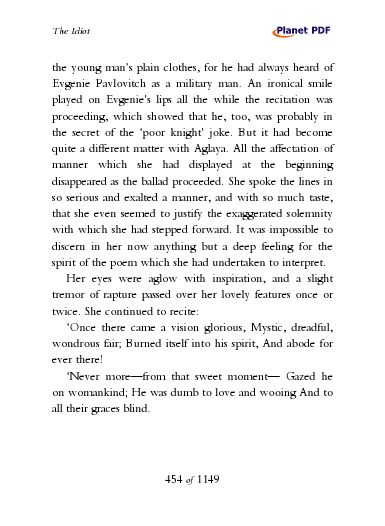 The Idiot
Planet PDF
the young man's plain clothes, for he had always heard of
Evgenie Pavlovitch as a military man. An ironical smile
played on Evgenie's lips all the while the recitation was
proceeding, which showed that he, too, was probably in
the secret of the 'poor knight' joke. But it had become
quite a different matter with Aglaya. All the affectation of
manner which she had displayed at the beginning
disappeared as the ballad proceeded. She spoke the lines in
so serious and exalted a manner, and with so much taste,
that she even seemed to justify the exaggerated solemnity
with which she had stepped forward. It was impossible to
discern in her now anything but a deep feeling for the
spirit of the poem which she had undertaken to interpret.
Her eyes were aglow with inspiration, and a slight
tremor of rapture passed over her lovely features once or
twice. She continued to recite:
'Once there came a vision glorious, Mystic, dreadful,
wondrous fair; Burned itself into his spirit, And abode for
ever there!
'Never more—from that sweet moment— Gazed he
on womankind; He was dumb to love and wooing And to
all their graces blind.
454 of 1149